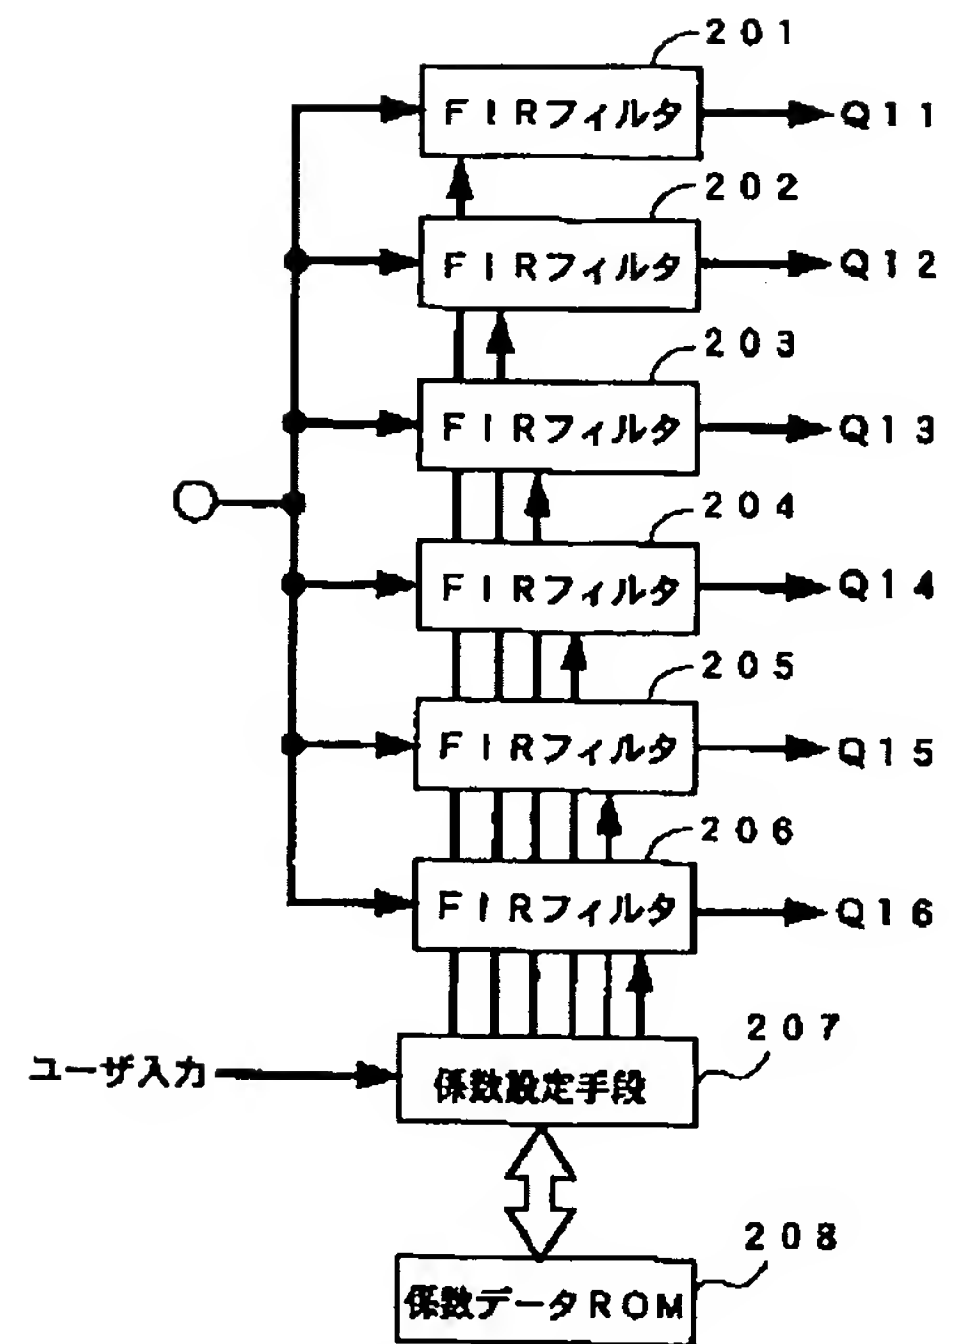 201
FIRフィルタ
Q11
202
FIRフィルタ
Q12
203
FIRフィルタ
Q13
204
FIRフィルタ
Q14
205
FIRフィルタ
Q15
206
FIRフィルタ
Q16
207
ユーザ入力
係数設定手段
208
係数データROM